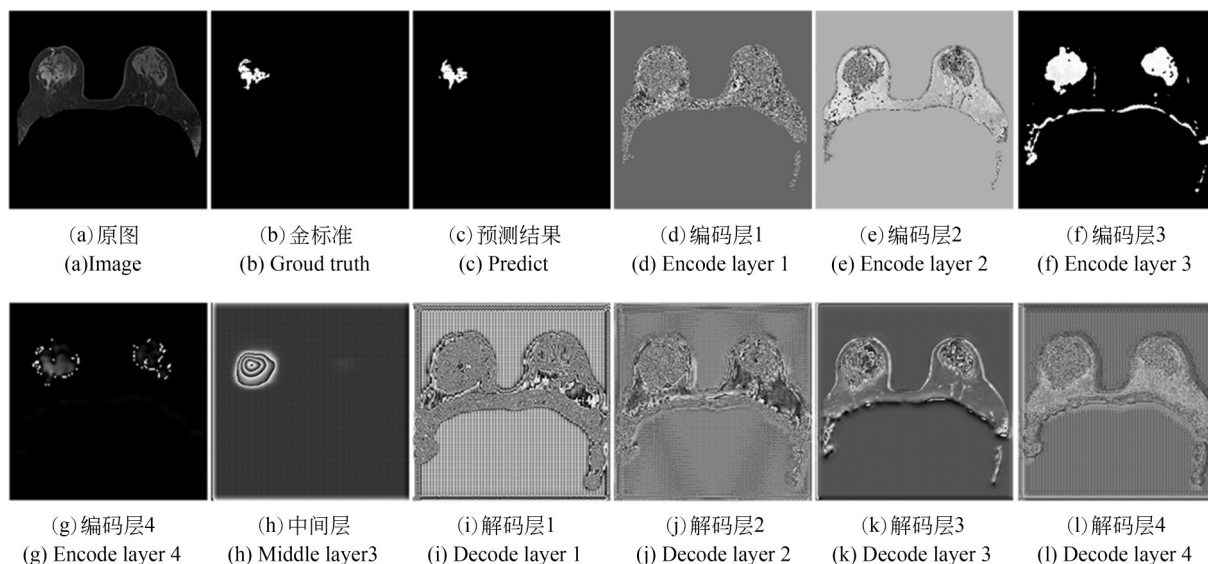 (a)原图
(b)金标准
(c)预测结果
(d)编码层1
(e)编码层2
(f)编码层3
(a)Image
(b) Groud truth
(c) Predict
(d) Encode layer 1
(e) Encode layer 2
(f) Encode layer 3
(g)编码层4
(h)中间层
(i)解码层1
(j)解码层2
(k)解码层3
(l)解码层4
(g) Encode layer 4
(h) Middle layer3
(i) Decode layer 1
(j) Decode layer 2
(k) Decode layer 3
(l) Decode layer 4